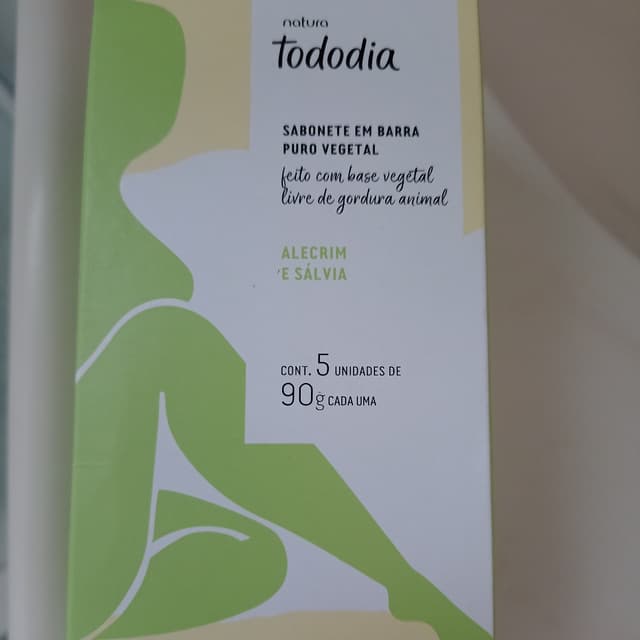 natura
Tododia
SABONETE EM BARRA
PURO VEGETAL
feito com base vegetal
livre de gordura animal
ALECRIM
E SÁLVIA
CONT. 5 UNIDADES DE
90g CADA UMA